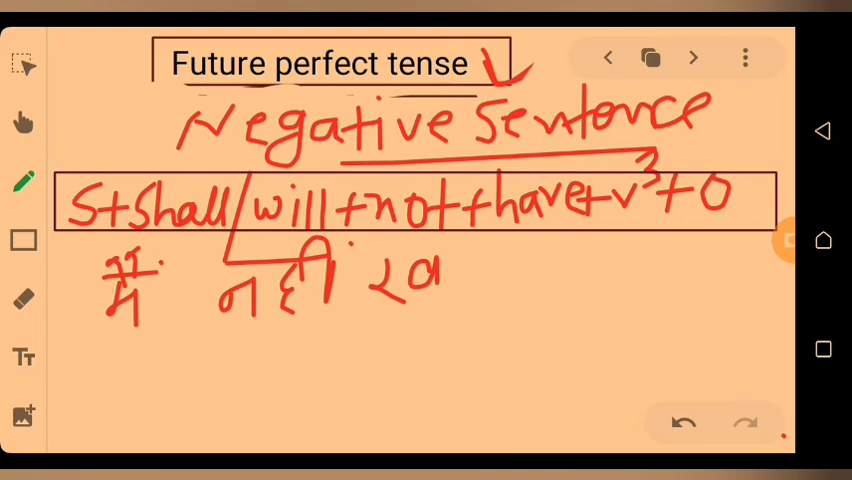 Future perfect tense
Negative Sentence
S+Shall/will+not+have+v3+O
नहीं